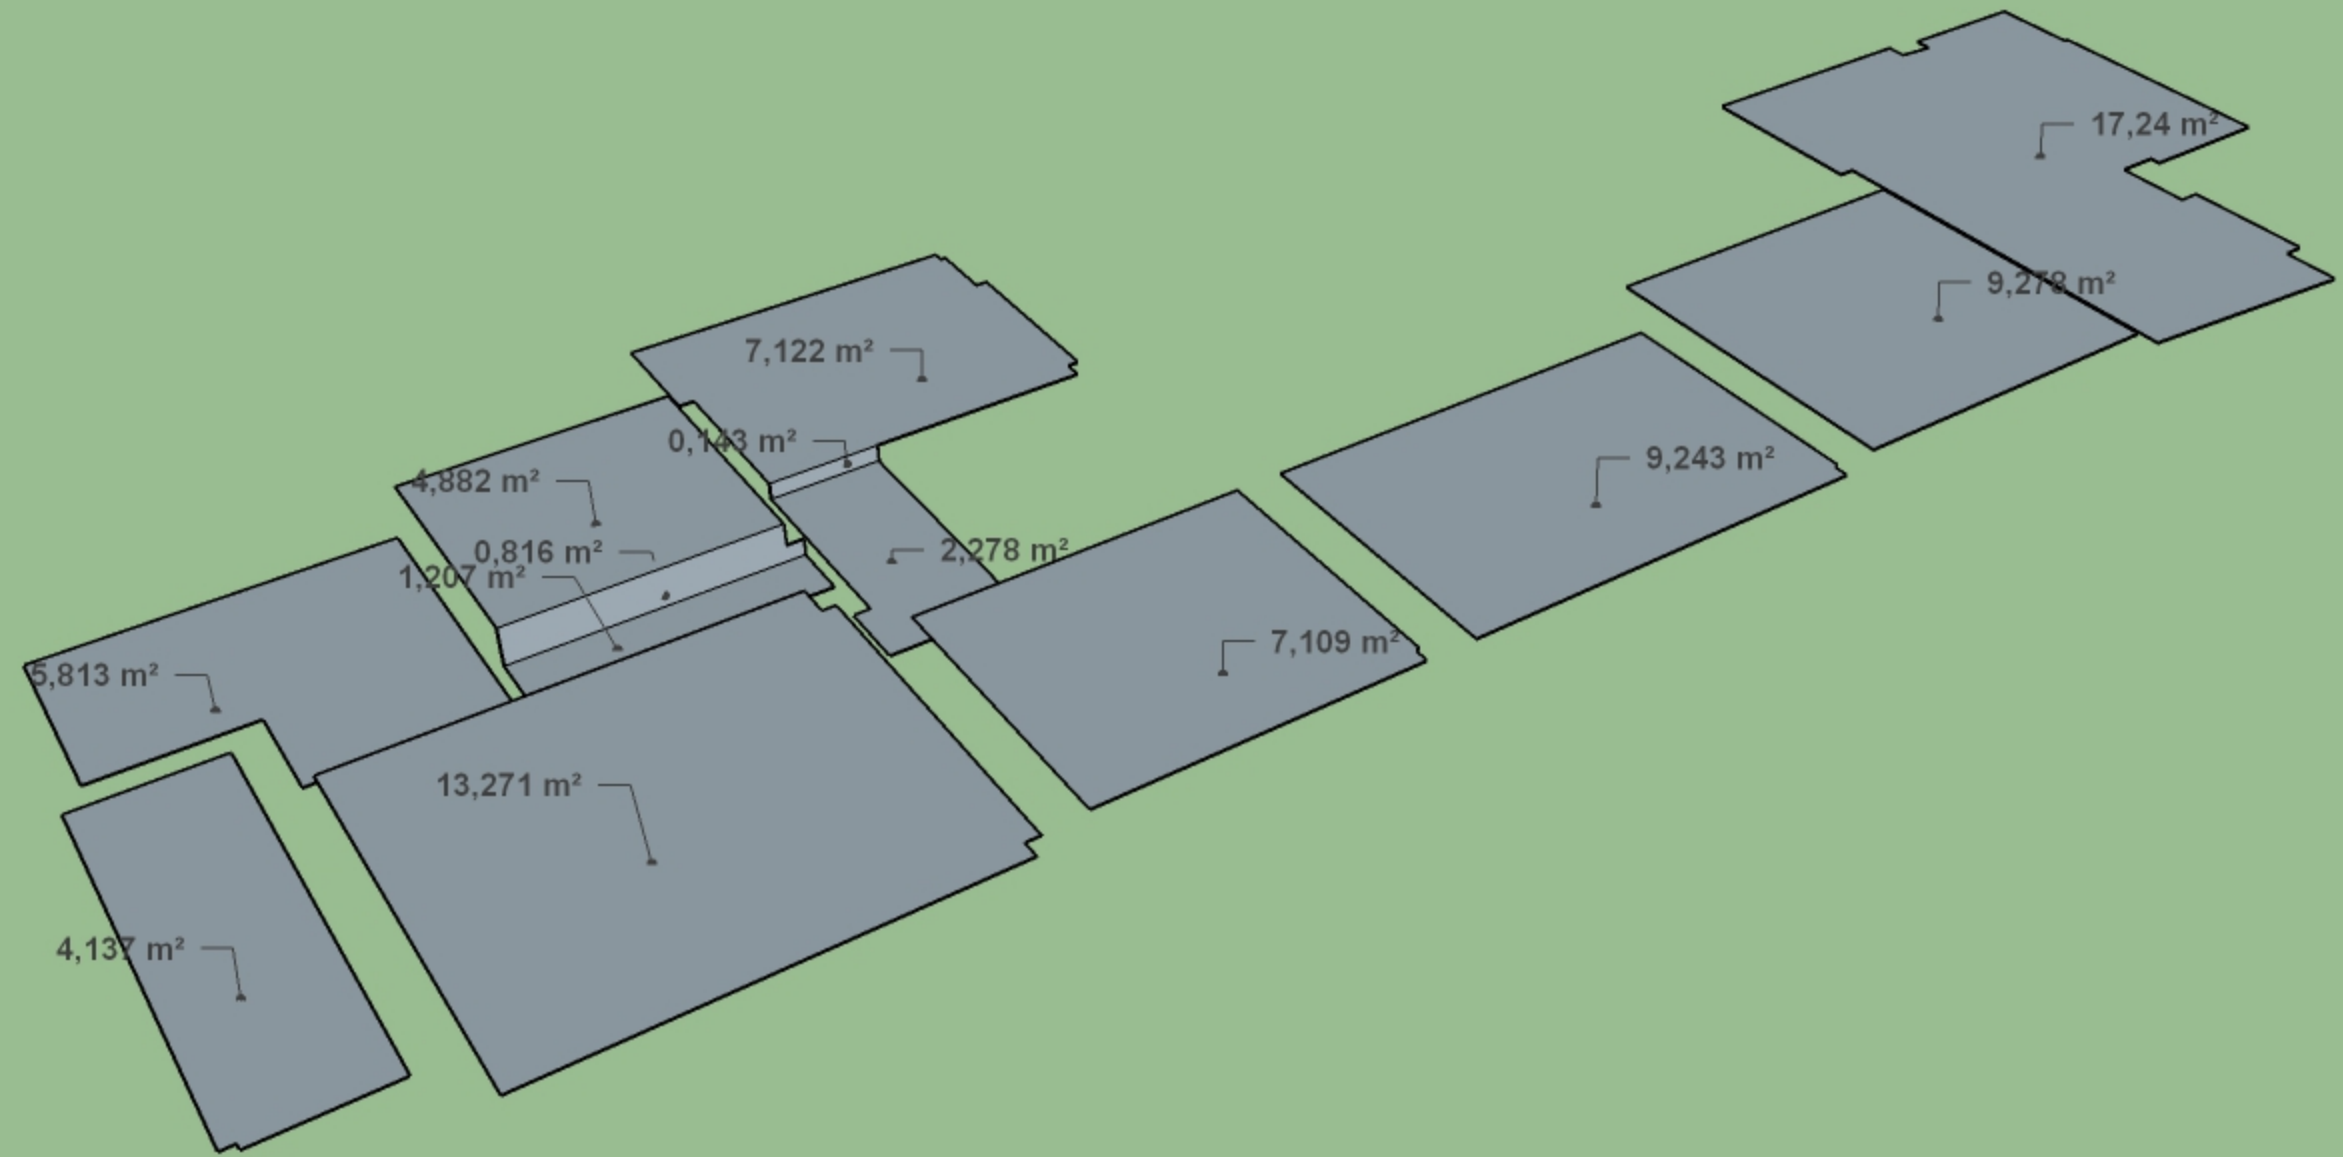 17,24 m²
9,278 m²
7,122 m²
0,143 m²
9,243 m²
4,882 m²
0,816 m²
2,278 m²
1,207 m²
7,109 m²
5,813 m²
13,271 m²
4,137 m²